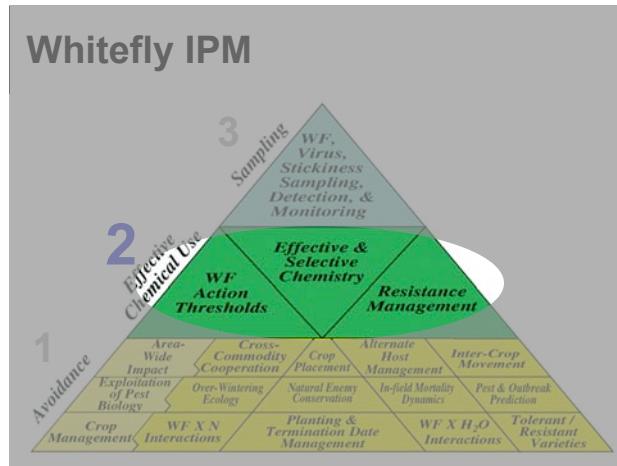 Whitefly IPM
3
Sampling
WF,
Virus,
Stickiness
Sampling,
Detection, &
Monitoring
2
Effective
Chemical Use
WF
Action
Thresholds
Effective &
Selective
Chemistry
Resistance
Management
1
Avoidance
Area-
Wide
Impact
Cross-
Commodity
Cooperation
Crop
Placement
Alternate
Host
Management
Inter-Crop
Movement
Exploitation
of Pest
Biology
Over-Wintering
Ecology
Natural Enemy
Conservation
In-field Mortality
Dynamics
Pest & Outbreak
Prediction
Crop
Management
WF X N
Interactions
Planting &
Termination Date
Management
WF X H₂O
Interactions
Tolerant /
Resistant
Varieties